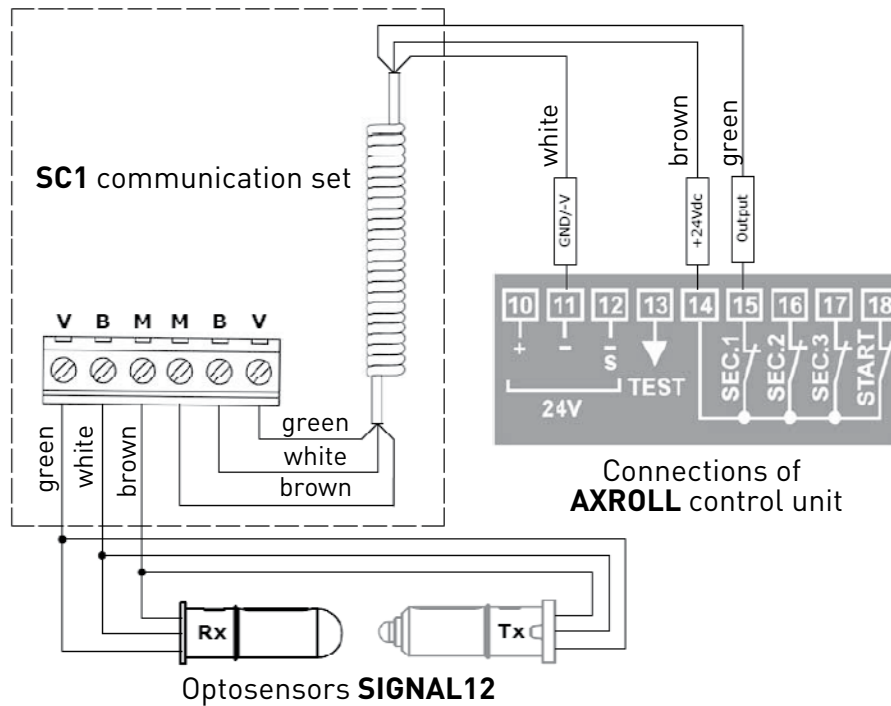 SC1 communication set
white
brown
green
GND/-V
+24Vdc
Output
10 11 12 13 14 15 16 17 18
+ - - S
24V
TEST
SEC.1
SEC.2
SEC.3
START
Connections of
AXROLL control unit
V B M M B V
green
white
brown
green
white
brown
Rx
Tx
Optosensors SIGNAL12